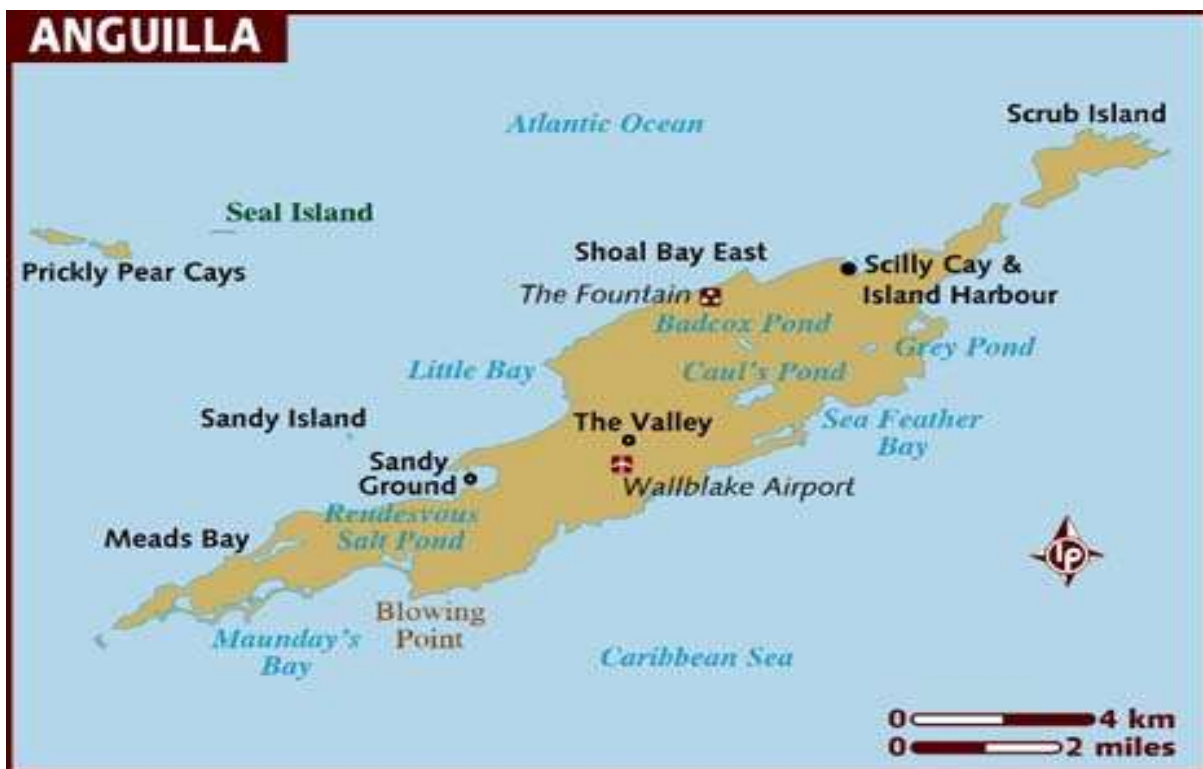 ANGUILLA
Atlantic Ocean
Scrub Island
Seal Island
Prickly Pear Cays
Shoal Bay East
The Fountain
Scilly Cay &
Island Harbour
Badcox Pond
Grey Pond
Little Bay
Caul's Pond
Sandy Island
The Valley
Sea Feather
Bay
Sandy
Ground
Wallblake Airport
Rendesvous
Salt Pond
Meads Bay
LP
Blowing
Point
Maunday's
Bay
Caribbean Sea
0 4 km
0 2 miles